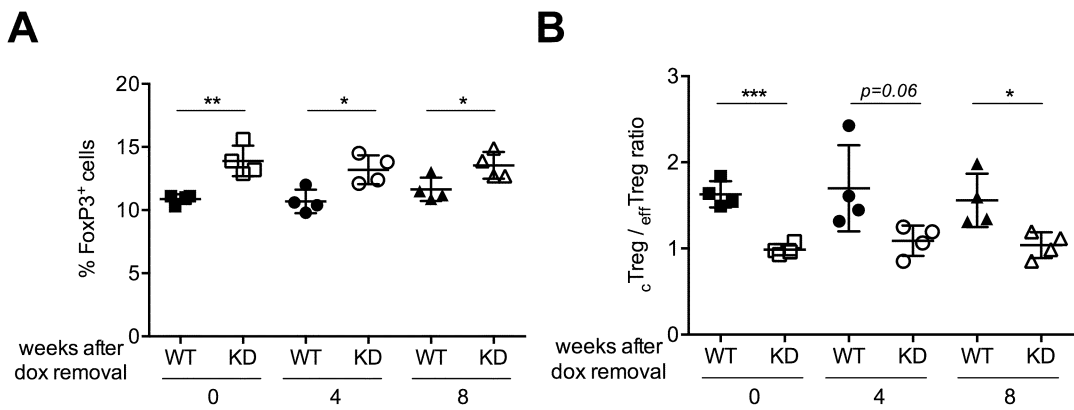 A
20
15
10
5
0
% FoxP3+ cells
** * *
WT KD WT KD WT KD
weeks after
dox removal
0 4 8
B
3
2
1
0
cTreg / effTreg ratio
*** p=0.06 *
WT KD WT KD WT KD
weeks after
dox removal
0 4 8